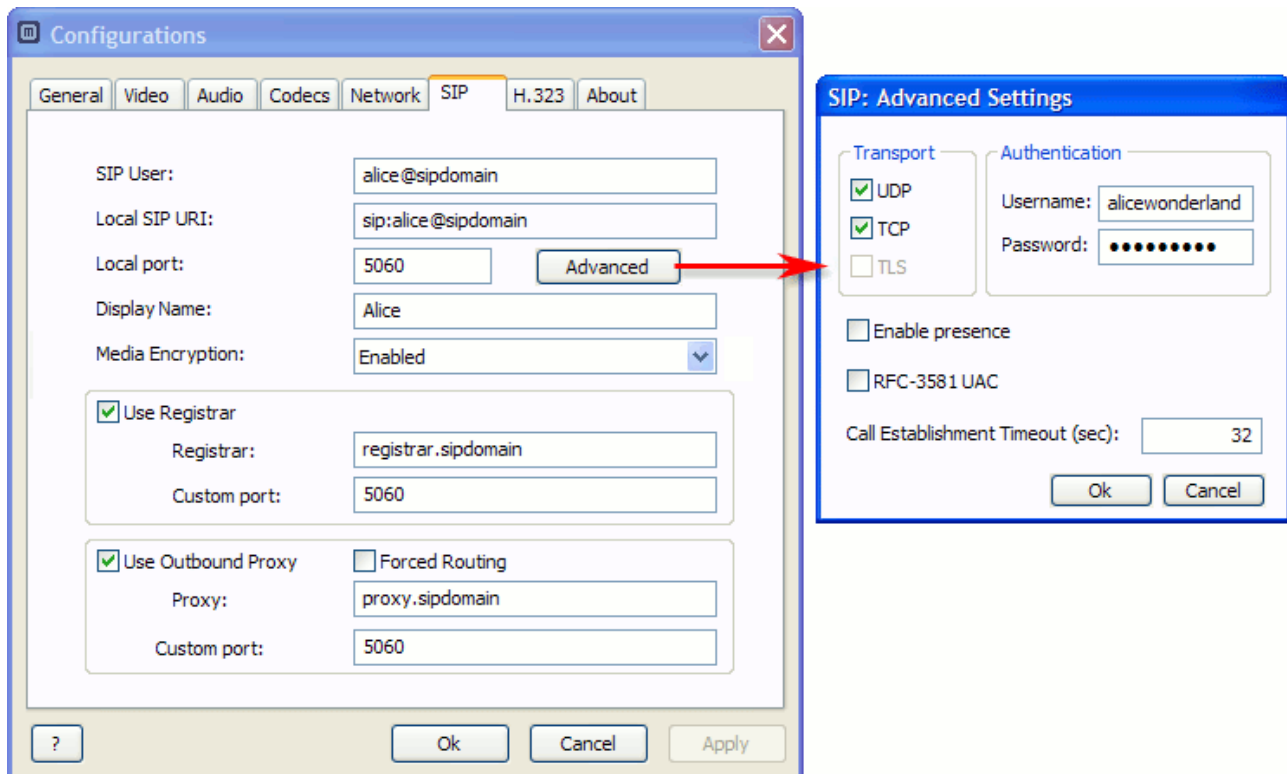 Configurations
General Video Audio Codecs Network SIP H.323 About
SIP User: alice@sipdomain
Local SIP URI: sip:alice@sipdomain
Local port: 5060 Advanced
Display Name: Alice
Media Encryption: Enabled
Use Registrar
Registrar: registrar.sipdomain
Custom port: 5060
Use Outbound Proxy Forced Routing
Proxy: proxy.sipdomain
Custom port: 5060
? Ok Cancel Apply
SIP: Advanced Settings
Transport
UDP
TCP
TLS
Authentication
Username: alicewonderland
Password: •••••••••
Enable presence
RFC-3581 UAC
Call Establishment Timeout (sec): 32
Ok Cancel